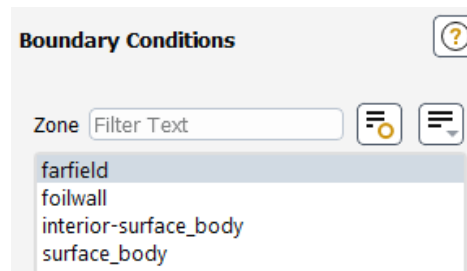 Boundary Conditions
?
Zone Filter Text
farfield
foilwall
interior-surface_body
surface_body